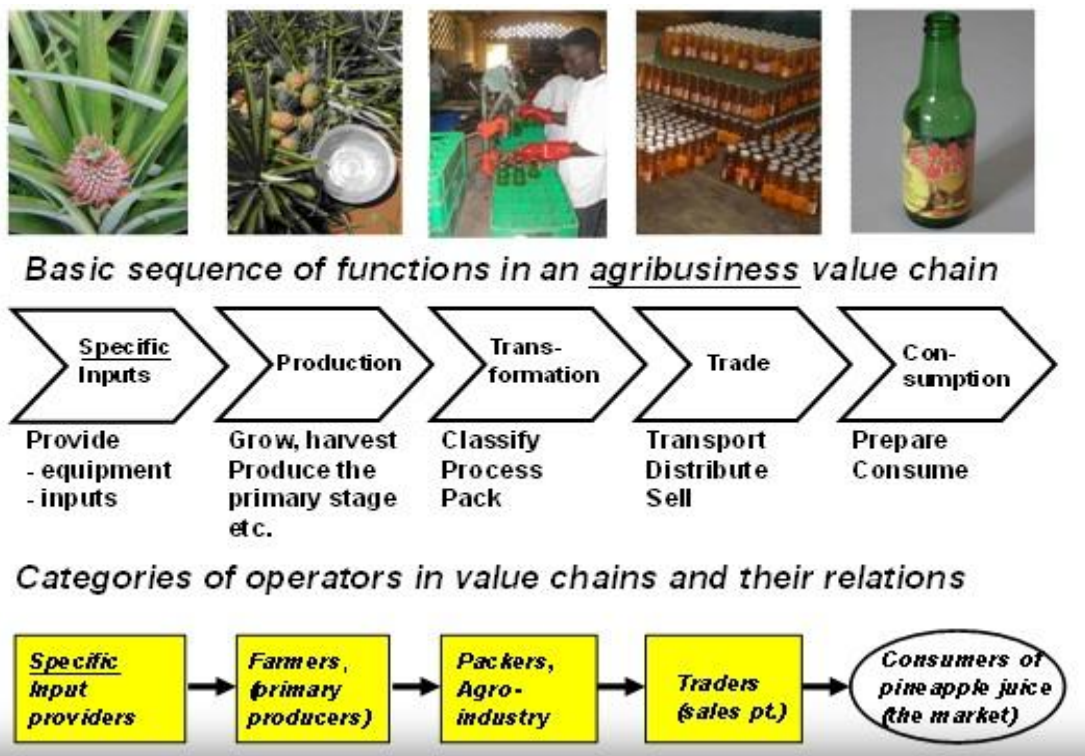 Basic sequence of functions in an agribusiness value chain
Specific
Inputs
Production
Trans-
formation
Trade
Con-
sumption
Provide
- equipment
- inputs
Grow, harvest
Produce the
primary stage
etc.
Classify
Process
Pack
Transport
Distribute
Sell
Prepare
Consume
Categories of operators in value chains and their relations
Specific
Input
providers
Farmers,
(primary
producers)
Packers,
Agro-
industry
Traders
(sales pt.)
Consumers of
pineapple juice
(the market)